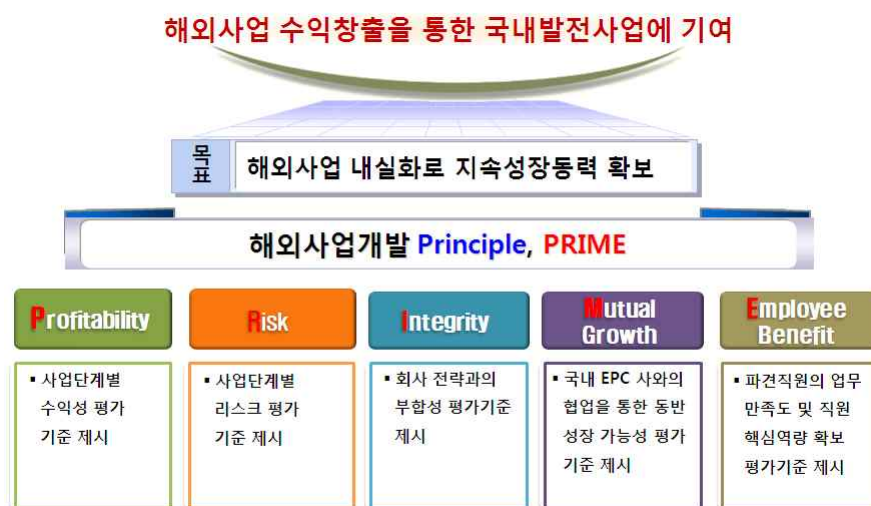 해외사업 수익창출을 통한 국내발전사업에 기여
목표
해외사업 내실화로 지속성장동력 확보
해외사업개발 Principle, PRIME
Profitability
▪ 사업단계별
수익성 평가
기준 제시
Risk
▪ 사업단계별
리스크 평가
기준 제시
Integrity
▪ 회사 전략과의
부합성 평가기준
제시
Mutual
Growth
▪ 국내 EPC 사와의
협업을 통한 동반
성장 가능성 평가
기준 제시
Employee
Benefit
▪ 파견직원의 업무
만족도 및 직원
핵심역량 확보
평가기준 제시